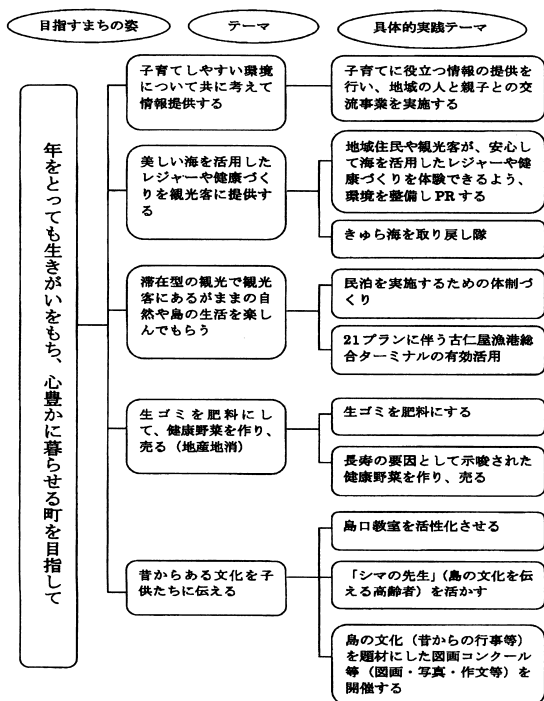 目指すまちの姿
テーマ
具体的実践テーマ
年をとっても生きがいをもち、心豊かに暮らせる町を目指して
子育てしやすい環境
について共に考えて
情報提供する
子育てに役立つ情報の提供を
行い、地域の人と親子との交
流事業を実施する
美しい海を活用した
レジャーや健康づく
りを観光客に提供す
る
地域住民や観光客が、安心し
て海を活用したレジャーや健
康づくりを体験できるよう、
環境を整備しPRする
きゅら海を取り戻し隊
滞在型の観光で観光
客にあるがままの自
然や島の生活を楽し
んでもらう
民泊を実施するための体制づ
くり
21プランに伴う古仁屋漁港総
合ターミナルの有効活用
生ゴミを肥料にし
て、健康野菜を作り、
売る（地産地消）
生ゴミを肥料にする
長寿の要因として示唆された
健康野菜を作り、売る
昔からある文化を子
供たちに伝える
島口教室を活性化させる
「シマの先生」（島の文化を伝
える高齢者）を活かす
島の文化（昔からの行事等）
を題材にした図画コンクール
等（図画・写真・作文等）を
開催する